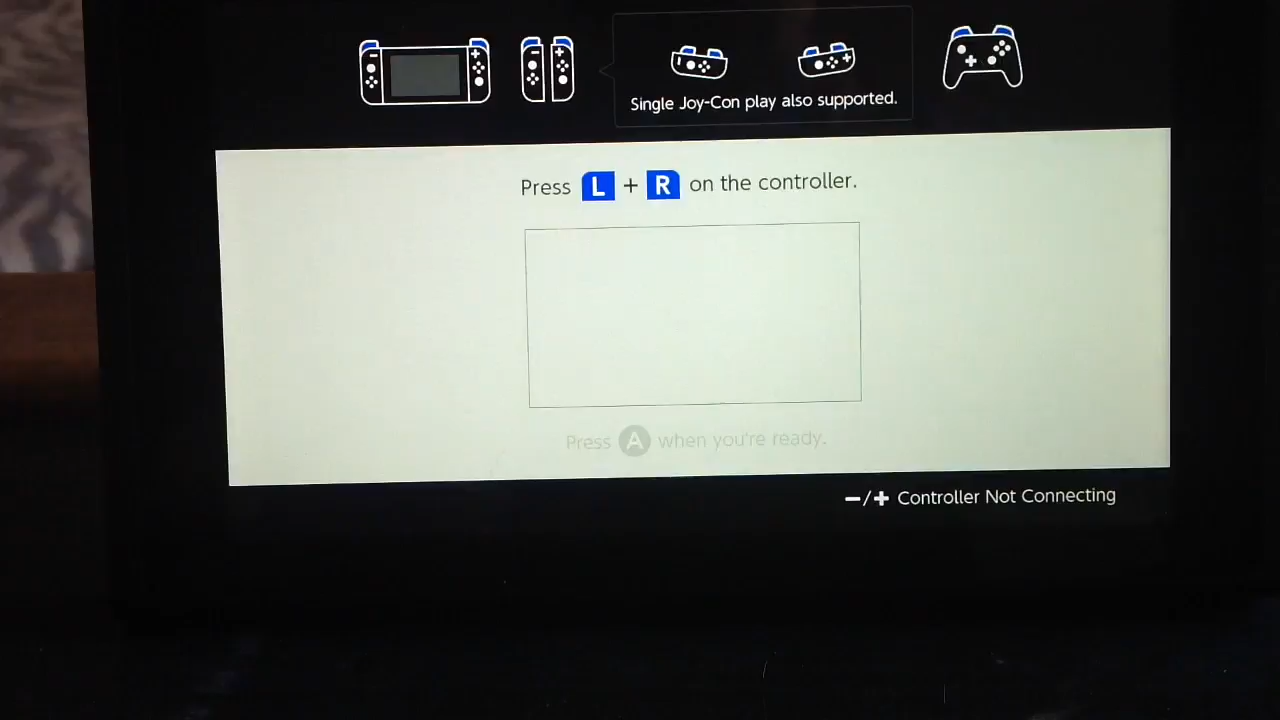 Single Joy-Con play also supported.
Press L + R on the controller.
Press A when you're ready.
−/+ Controller Not Connecting